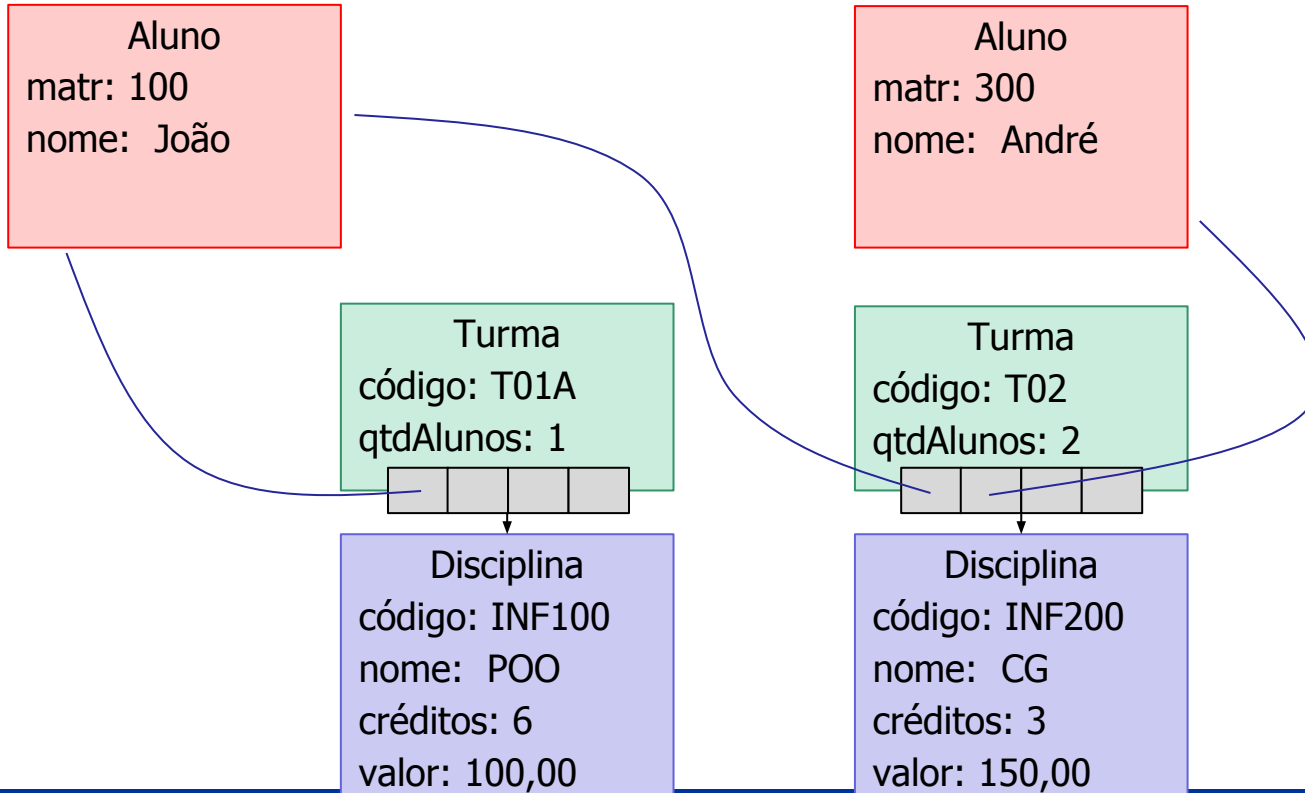 Aluno
matr: 100
nome: João
Aluno
matr: 300
nome: André
Turma
código: T01A
qtdAlunos: 1
Turma
código: T02
qtdAlunos: 2
Disciplina
código: INF100
nome: POO
créditos: 6
valor: 100,00
Disciplina
código: INF200
nome: CG
créditos: 3
valor: 150,00